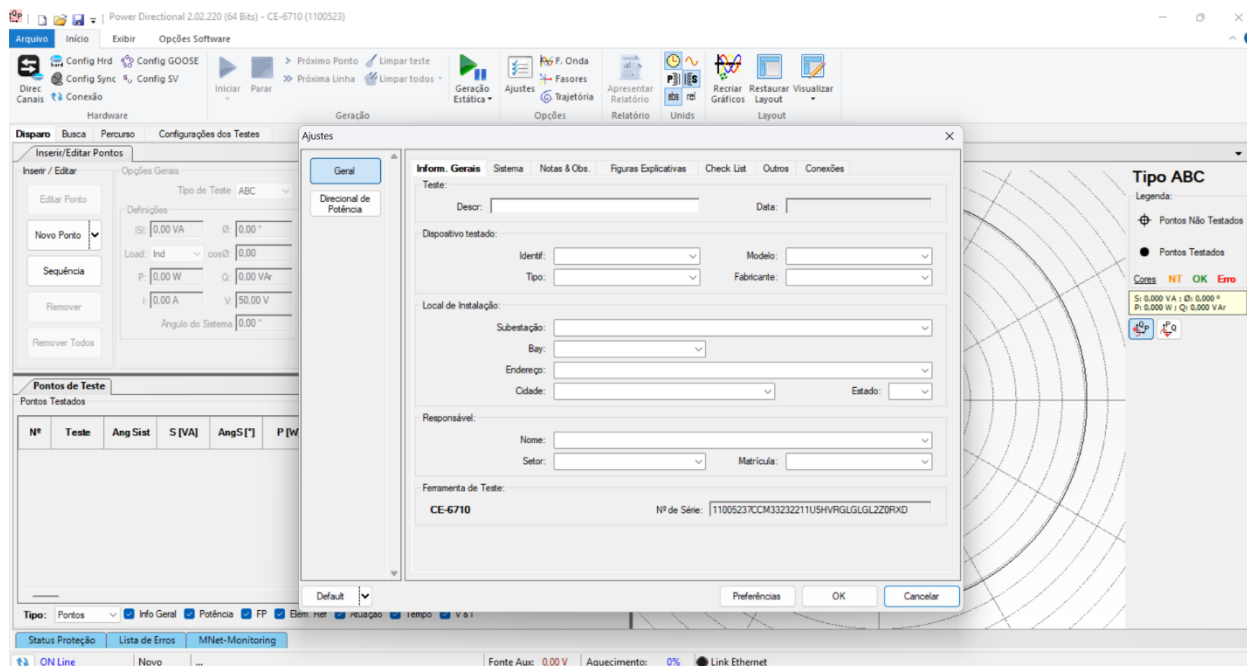 Power Directional 2.02.220 (64 Bits) - CE-6710 (1100523)
Arquivo Início Exibir Opções Software
Direc Canais
Config Hrd Config GOOSE
Config Sync Config SV
Conexão
Hardware
Iniciar Parar
Próximo Ponto Limpar teste
Próxima Linha Limpar todos
Geração
Geração Estática
Ajustes
F. Onda
Fasores
Trajetória
Opções
Apresentar Relatório
Relatório
abs rel
Unids
Recriar Gráficos
Restaurar Layout
Visualizar
Layout
Disparo Busca Percurso Configurações dos Testes
Inserir/Editar Pontos
Inserir / Editar
Editar Ponto
Novo Ponto
Sequência
Remover
Remover Todos
Opções Gerais
Tipo de Teste ABC
Definições
|S|: 0,00 VA Ø: 0,00 °
Load: Ind cosØ: 0,00
P: 0,00 W Q: 0,00 VAr
I: 0,00 A V: 50,00 V
Ângulo do Sistema 0,00 °
Pontos de Teste
Pontos Testados
Nº Teste Ang Sist S [VA] Ang S [°] P [W
Tipo: Pontos Info Geral Potência FP Elem. Ref Atuação Tempo V & I
Ajustes
Geral
Direcional de Potência
Inform. Gerais Sistema Notas & Obs. Figuras Explicativas Check List Outros Conexões
Teste:
Descr: Data:
Dispositivo testado:
Identif: Modelo:
Tipo: Fabricante:
Local de Instalação:
Subestação:
Bay:
Endereço:
Cidade: Estado:
Responsável:
Nome:
Setor: Matrícula:
Ferramenta de Teste:
CE-6710 Nº de Série: 11005237CCM33232211U5HVRGLGLGL2Z0RXD
Default Preferências OK Cancelar
Tipo ABC
Legenda:
Pontos Não Testados
Pontos Testados
Cores NT OK Erro
S: 0,000 VA ; Ø: 0,000 º
P: 0,000 W ; Q: 0,000 VAr
Status Proteção Lista de Erros MNet-Monitoring
ON Line Novo ... Fonte Aux: 0,00 V Aquecimento: 0% Link Ethernet